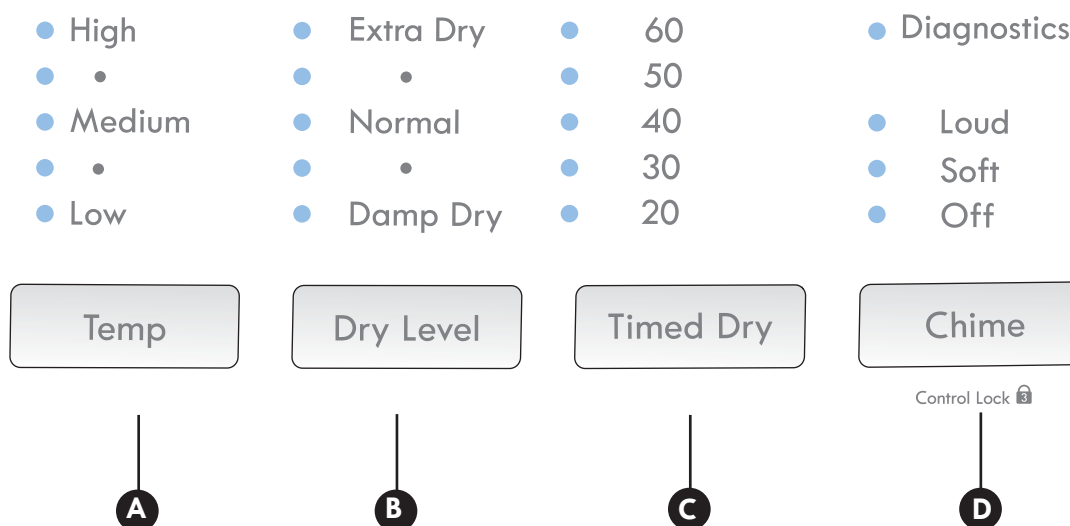 High Extra Dry 60 Diagnostics
50
Medium Normal 40 Loud
30 Soft
Low Damp Dry 20 Off
Temp Dry Level Timed Dry Chime
Control Lock 3
A B C D